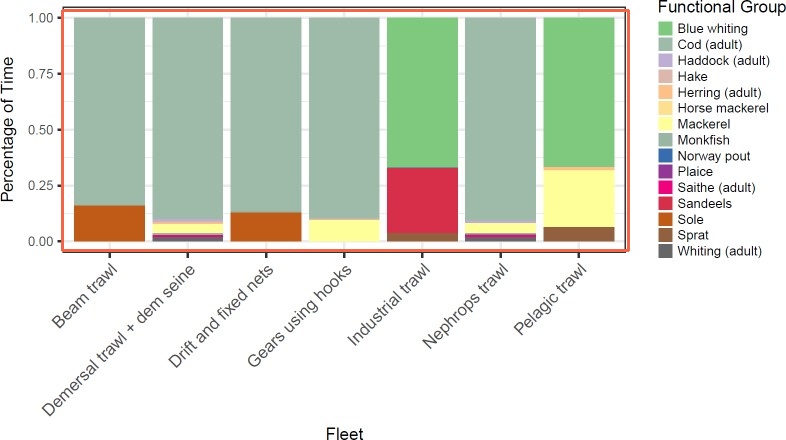 Functional Group
Blue whiting
Cod (adult)
Haddock (adult)
Hake
Herring (adult)
Horse mackerel
Mackerel
Monkfish
Norway pout
Plaice
Saithe (adult)
Sandeels
Sole
Sprat
Whiting (adult)
Percentage of Time
1.00
0.75
0.50
0.25
0.00
Beam trawl
Demersal trawl + dem seine
Drift and fixed nets
Gears using hooks
Industrial trawl
Nephrops trawl
Pelagic trawl
Fleet